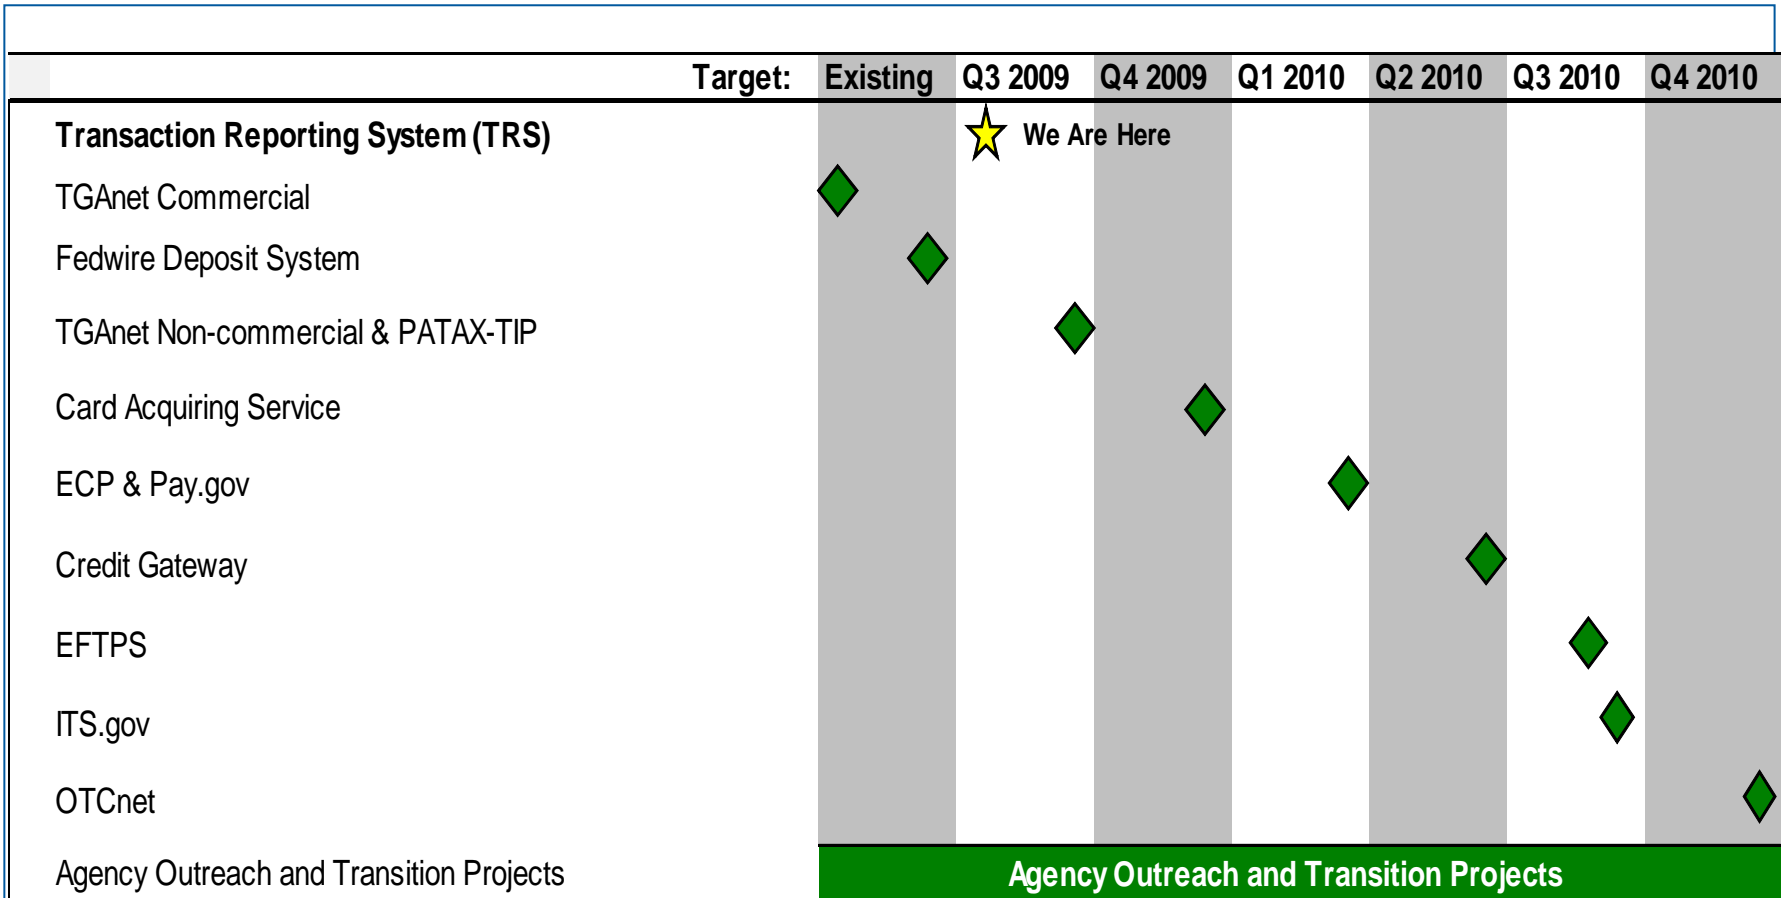 Target: Existing Q3 2009 Q4 2009 Q1 2010 Q2 2010 Q3 2010 Q4 2010
Transaction Reporting System (TRS) We Are Here
TGAnet Commercial
Fedwire Deposit System
TGAnet Non-commercial & PATAX-TIP
Card Acquiring Service
ECP & Pay.gov
Credit Gateway
EFTPS
ITS.gov
OTCnet
Agency Outreach and Transition Projects Agency Outreach and Transition Projects